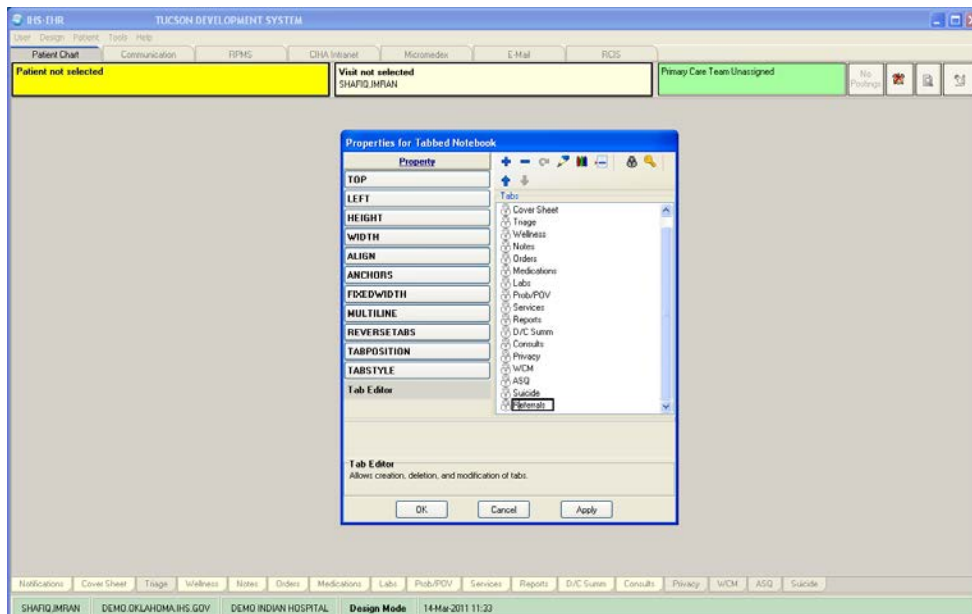 IHS-EHR TUCSON DEVELOPMENT SYSTEM
User Design Patient Tools Help
Patient Chart Communication RPMS CIHA Intranet Micromedex E-Mail RCIS
Patient not selected
Visit not selected
SHAFIQ,IMRAN
Primary Care Team Unassigned
No Postings
Properties for Tabbed Notebook
Property
TOP
LEFT
HEIGHT
WIDTH
ALIGN
ANCHORS
FIXEDWIDTH
MULTILINE
REVERSETABS
TABPOSITION
TABSTYLE
Tab Editor
Tabs
Cover Sheet
Triage
Wellness
Notes
Orders
Medications
Labs
Prob/POV
Services
Reports
D/C Summ
Consults
Privacy
WCM
ASQ
Suicide
Referrals
Tab Editor
Allows creation, deletion, and modification of tabs.
OK Cancel Apply
Notifications Cover Sheet Triage Wellness Notes Orders Medications Labs Prob/POV Services Reports D/C Summ Consults Privacy WCM ASQ Suicide
SHAFIQ,IMRAN DEMO.OKLAHOMA.IHS.GOV DEMO INDIAN HOSPITAL Design Mode 14-Mar-2011 11:33